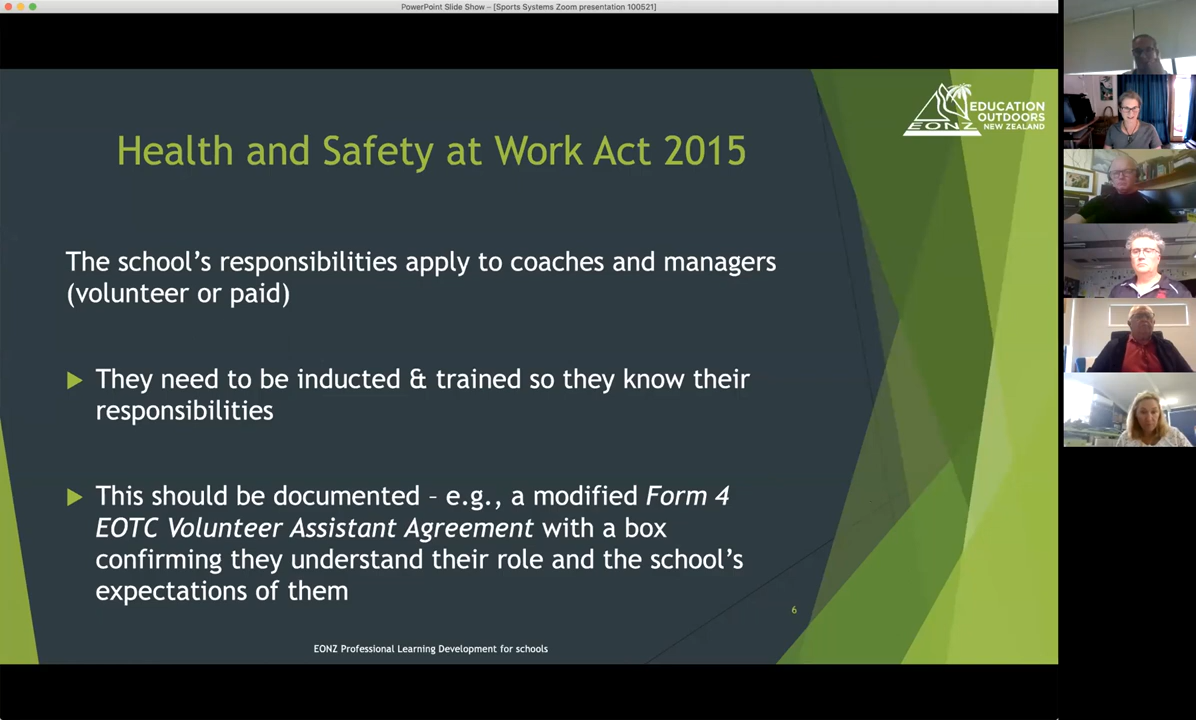 PowerPoint Slide Show – [Sports Systems Zoom presentation 100521]
EDUCATION
OUTDOORS
EONZ
NEW ZEALAND
Health and Safety at Work Act 2015
The school’s responsibilities apply to coaches and managers
(volunteer or paid)
They need to be inducted & trained so they know their
responsibilities
This should be documented – e.g., a modified Form 4
EOTC Volunteer Assistant Agreement with a box
confirming they understand their role and the school’s
expectations of them
6
EONZ Professional Learning Development for schools